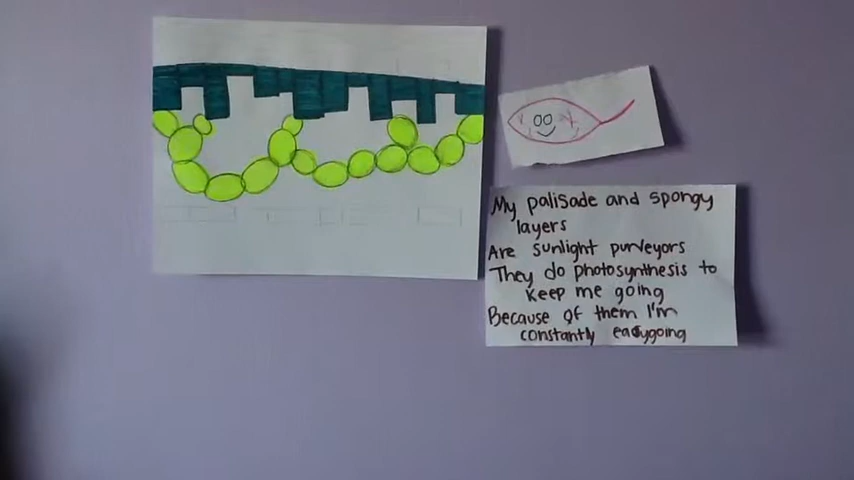 My palisade and spongy
layers
Are sunlight purveyors
They do photosynthesis to
keep me going
Because of them I'm
constantly easygoing